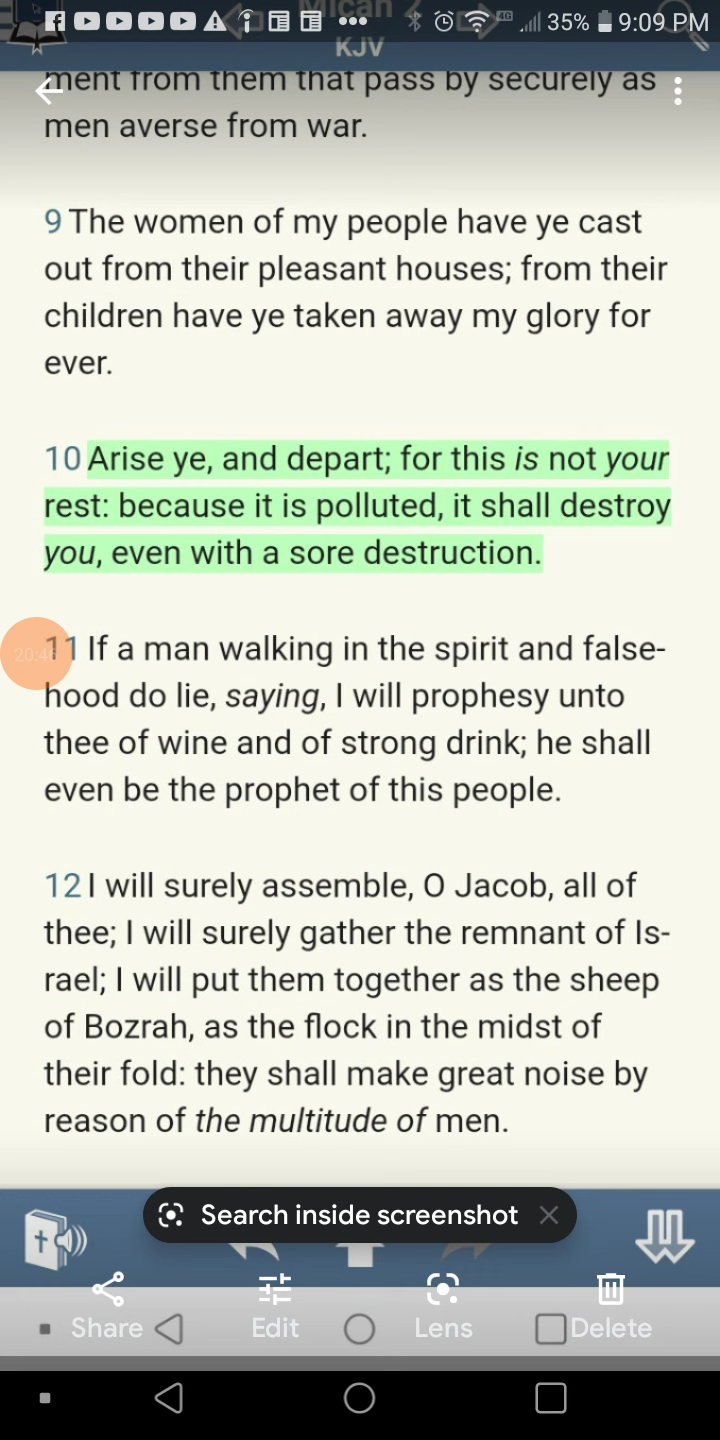 35% 9:09 PM
Micah 2
KJV
ment from them that pass by securely as
men averse from war.
9 The women of my people have ye cast
out from their pleasant houses; from their
children have ye taken away my glory for
ever.
10 Arise ye, and depart; for this is not your
rest: because it is polluted, it shall destroy
you, even with a sore destruction.
11 If a man walking in the spirit and false-
hood do lie, saying, I will prophesy unto
thee of wine and of strong drink; he shall
even be the prophet of this people.
12 I will surely assemble, O Jacob, all of
thee; I will surely gather the remnant of Is-
rael; I will put them together as the sheep
of Bozrah, as the flock in the midst of
their fold: they shall make great noise by
reason of the multitude of men.
Search inside screenshot
Share Edit Lens Delete